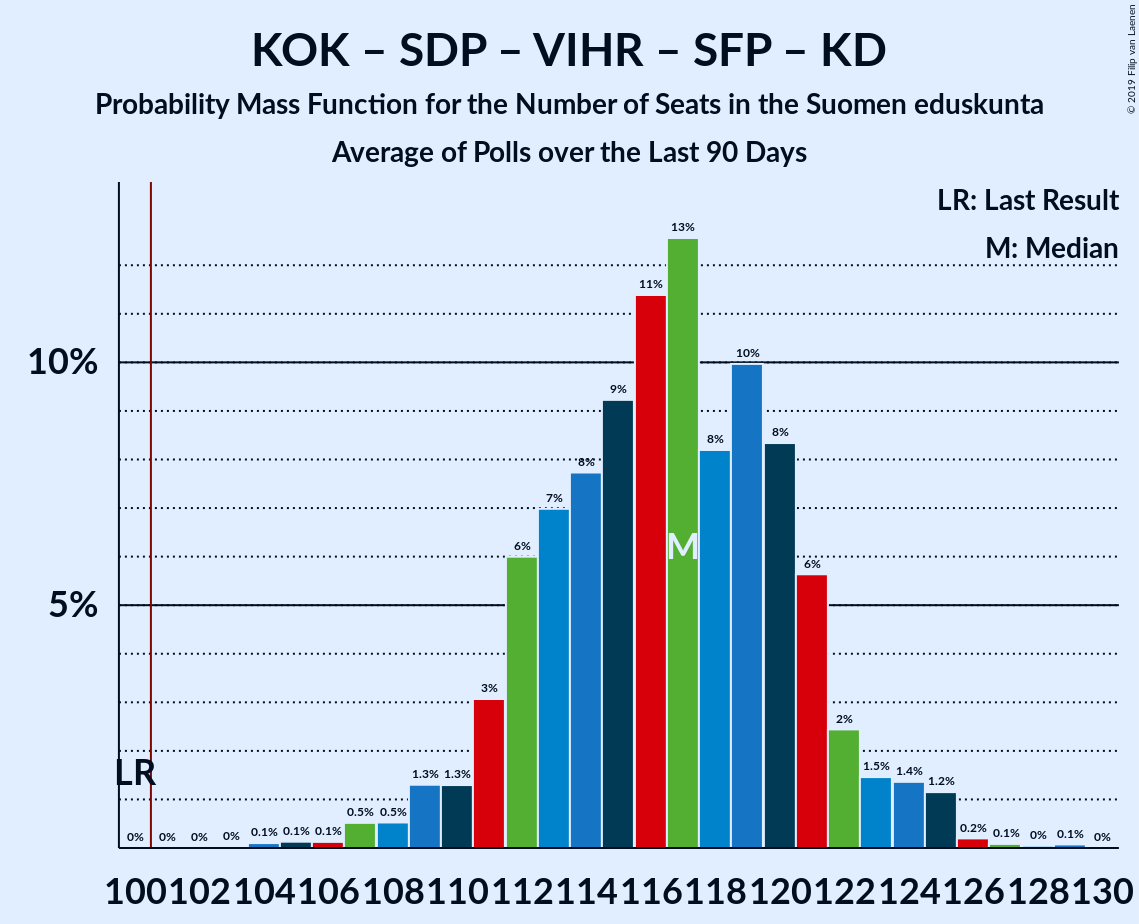 KOK – SDP – VIHR – SFP – KD
Probability Mass Function for the Number of Seats in the Suomen eduskunta
Average of Polls over the Last 90 Days
© 2019 Filip van Laenen
LR: Last Result
M: Median
10%
5%
0% 0% 0% 0% 0.1% 0.1% 0.1% 0.5% 0.5% 1.3% 1.3% 3% 6% 7% 8% 9% 11% 13% 8% 10% 8% 6% 2% 1.5% 1.4% 1.2% 0.2% 0.1% 0% 0.1% 0%
M
LR
100 102 104 106 108 110 112 114 116 118 120 122 124 126 128 130